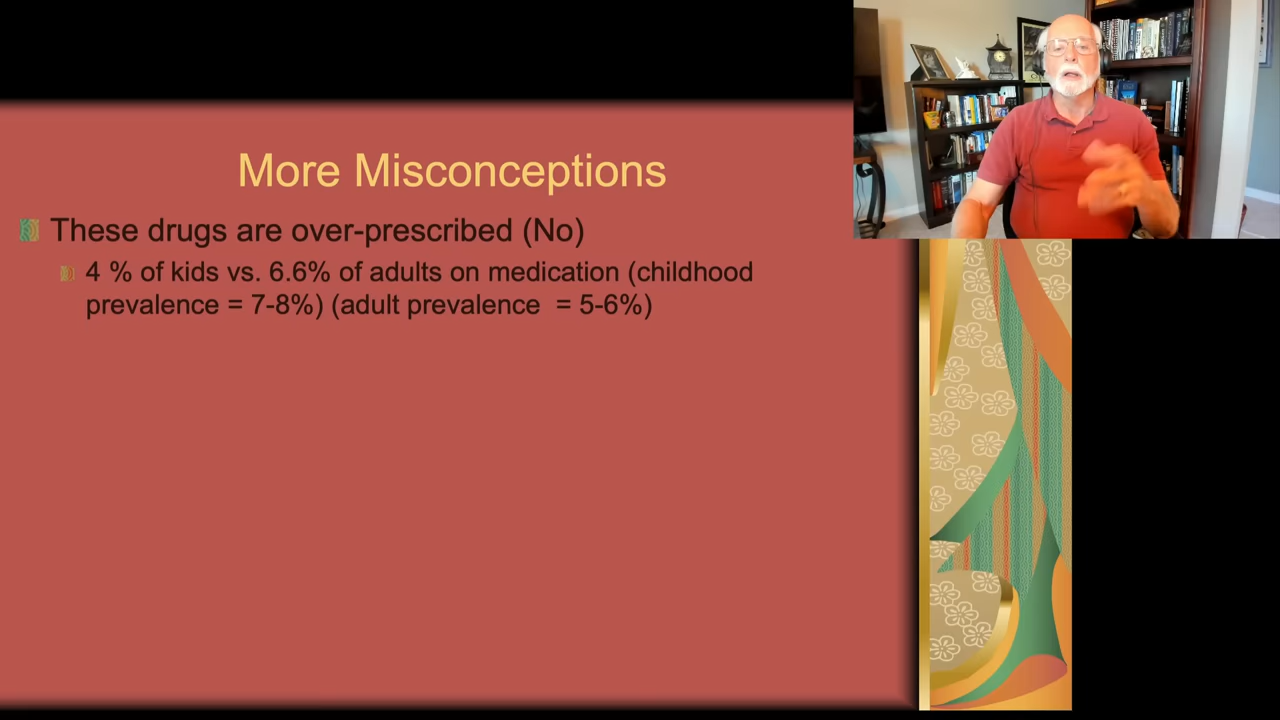 More Misconceptions
These drugs are over-prescribed (No)
4 % of kids vs. 6.6% of adults on medication (childhood
prevalence = 7-8%) (adult prevalence  = 5-6%)